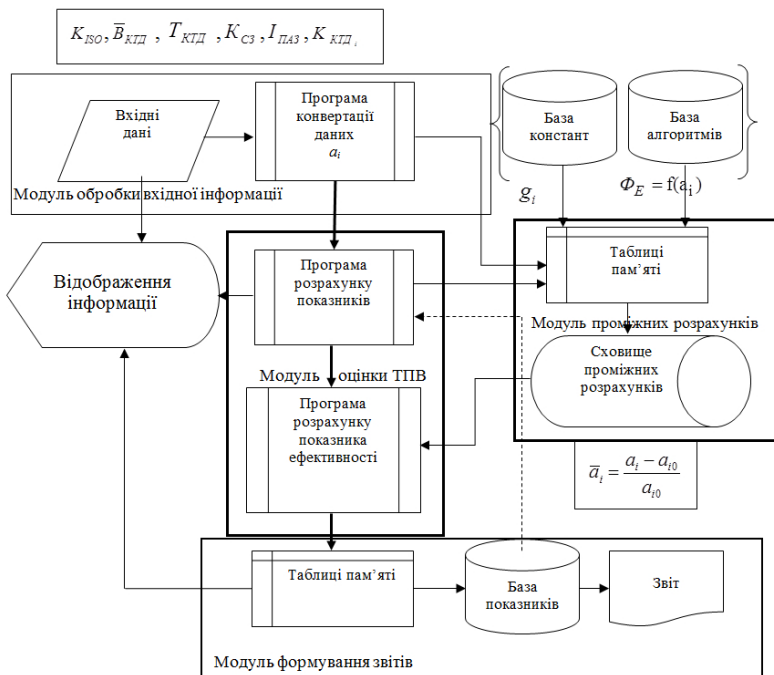 K_ISO, B̅_КТД, T_КТД, K_СЗ, I_ПАЗ, K_КТД_i
Вхідні
дані
Програма
конвертації
даних
a_i
База
констант
База
алгоритмів
Модуль обробки вхідної інформації
g_i
Φ_E = f(a_i)
Відображення
інформації
Програма
розрахунку
показників
Таблиці
пам’яті
Модуль проміжних розрахунків
Сховище
проміжних
розрахунків
Модуль оцінки ТПВ
Програма
розрахунку
показника
ефективності
a̅_i = (a_i − a_i0) / a_i0
Таблиці пам’яті
База
показників
Звіт
Модуль формування звітів